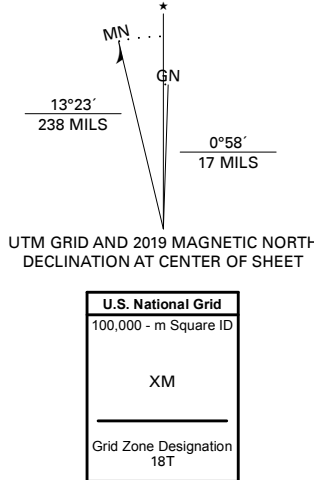 ★
MN
GN
13°23´
238 MILS
0°58´
17 MILS
UTM GRID AND 2019 MAGNETIC NORTH
DECLINATION AT CENTER OF SHEET
U.S. National Grid
100,000 - m Square ID
XM
Grid Zone Designation
18T